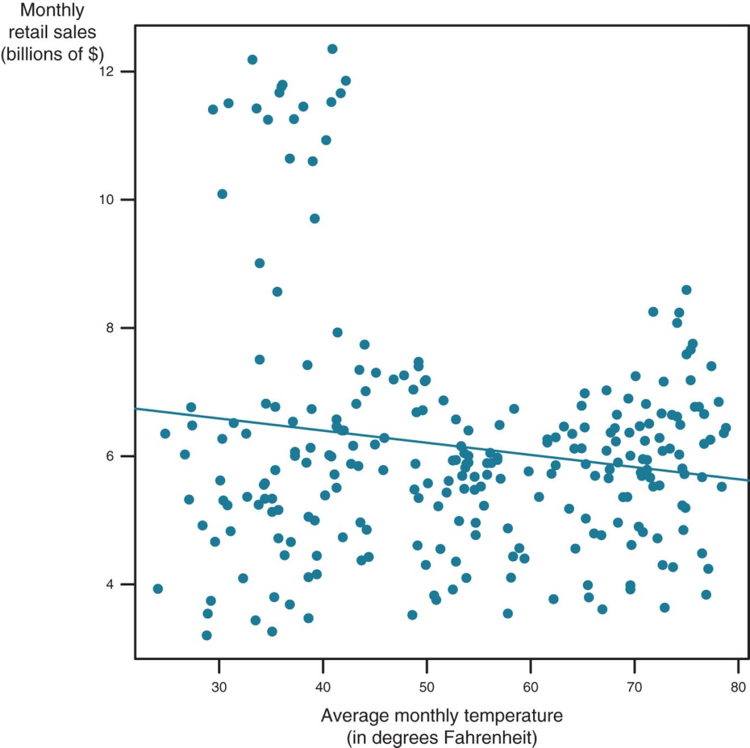 Monthly
retail sales
(billions of $)
12
10
8
6
4
30 40 50 60 70 80
Average monthly temperature
(in degrees Fahrenheit)